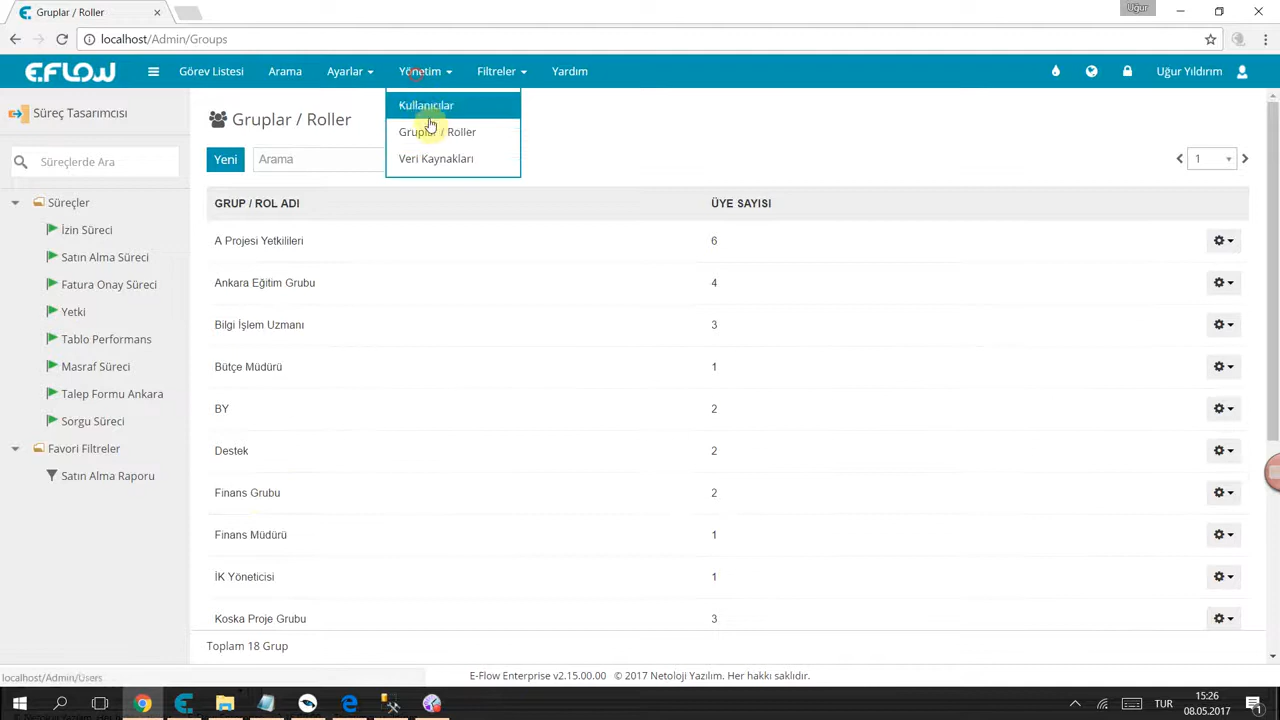 Gruplar / Roller
Uğur
localhost/Admin/Groups
E-FLOW
Görev Listesi
Arama
Ayarlar
Yönetim
Filtreler
Yardım
Uğur Yıldırım
Süreç Tasarımcısı
Süreçlerde Ara
Süreçler
İzin Süreci
Satın Alma Süreci
Fatura Onay Süreci
Yetki
Tablo Performans
Masraf Süreci
Talep Formu Ankara
Sorgu Süreci
Favori Filtreler
Satın Alma Raporu
Kullanıcılar
Gruplar / Roller
Veri Kaynakları
Gruplar / Roller
Yeni
Arama
1
GRUP / ROL ADI ÜYE SAYISI
A Projesi Yetkilileri 6
Ankara Eğitim Grubu 4
Bilgi İşlem Uzmanı 3
Bütçe Müdürü 1
BY 2
Destek 2
Finans Grubu 2
Finans Müdürü 1
İK Yöneticisi 1
Koska Proje Grubu 3
Toplam 18 Grup
localhost/Admin/Users
E-Flow Enterprise v2.15.00.00 © 2017 Netoloji Yazılım. Her hakkı saklıdır.
TUR
15:26
08.05.2017
1